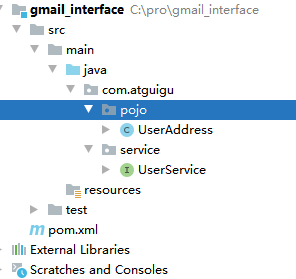 gmail_interface C:\pro\gmail_interface
src
main
java
com.atguigu
pojo
C UserAddress
service
I UserService
resources
test
m pom.xml
External Libraries
Scratches and Consoles